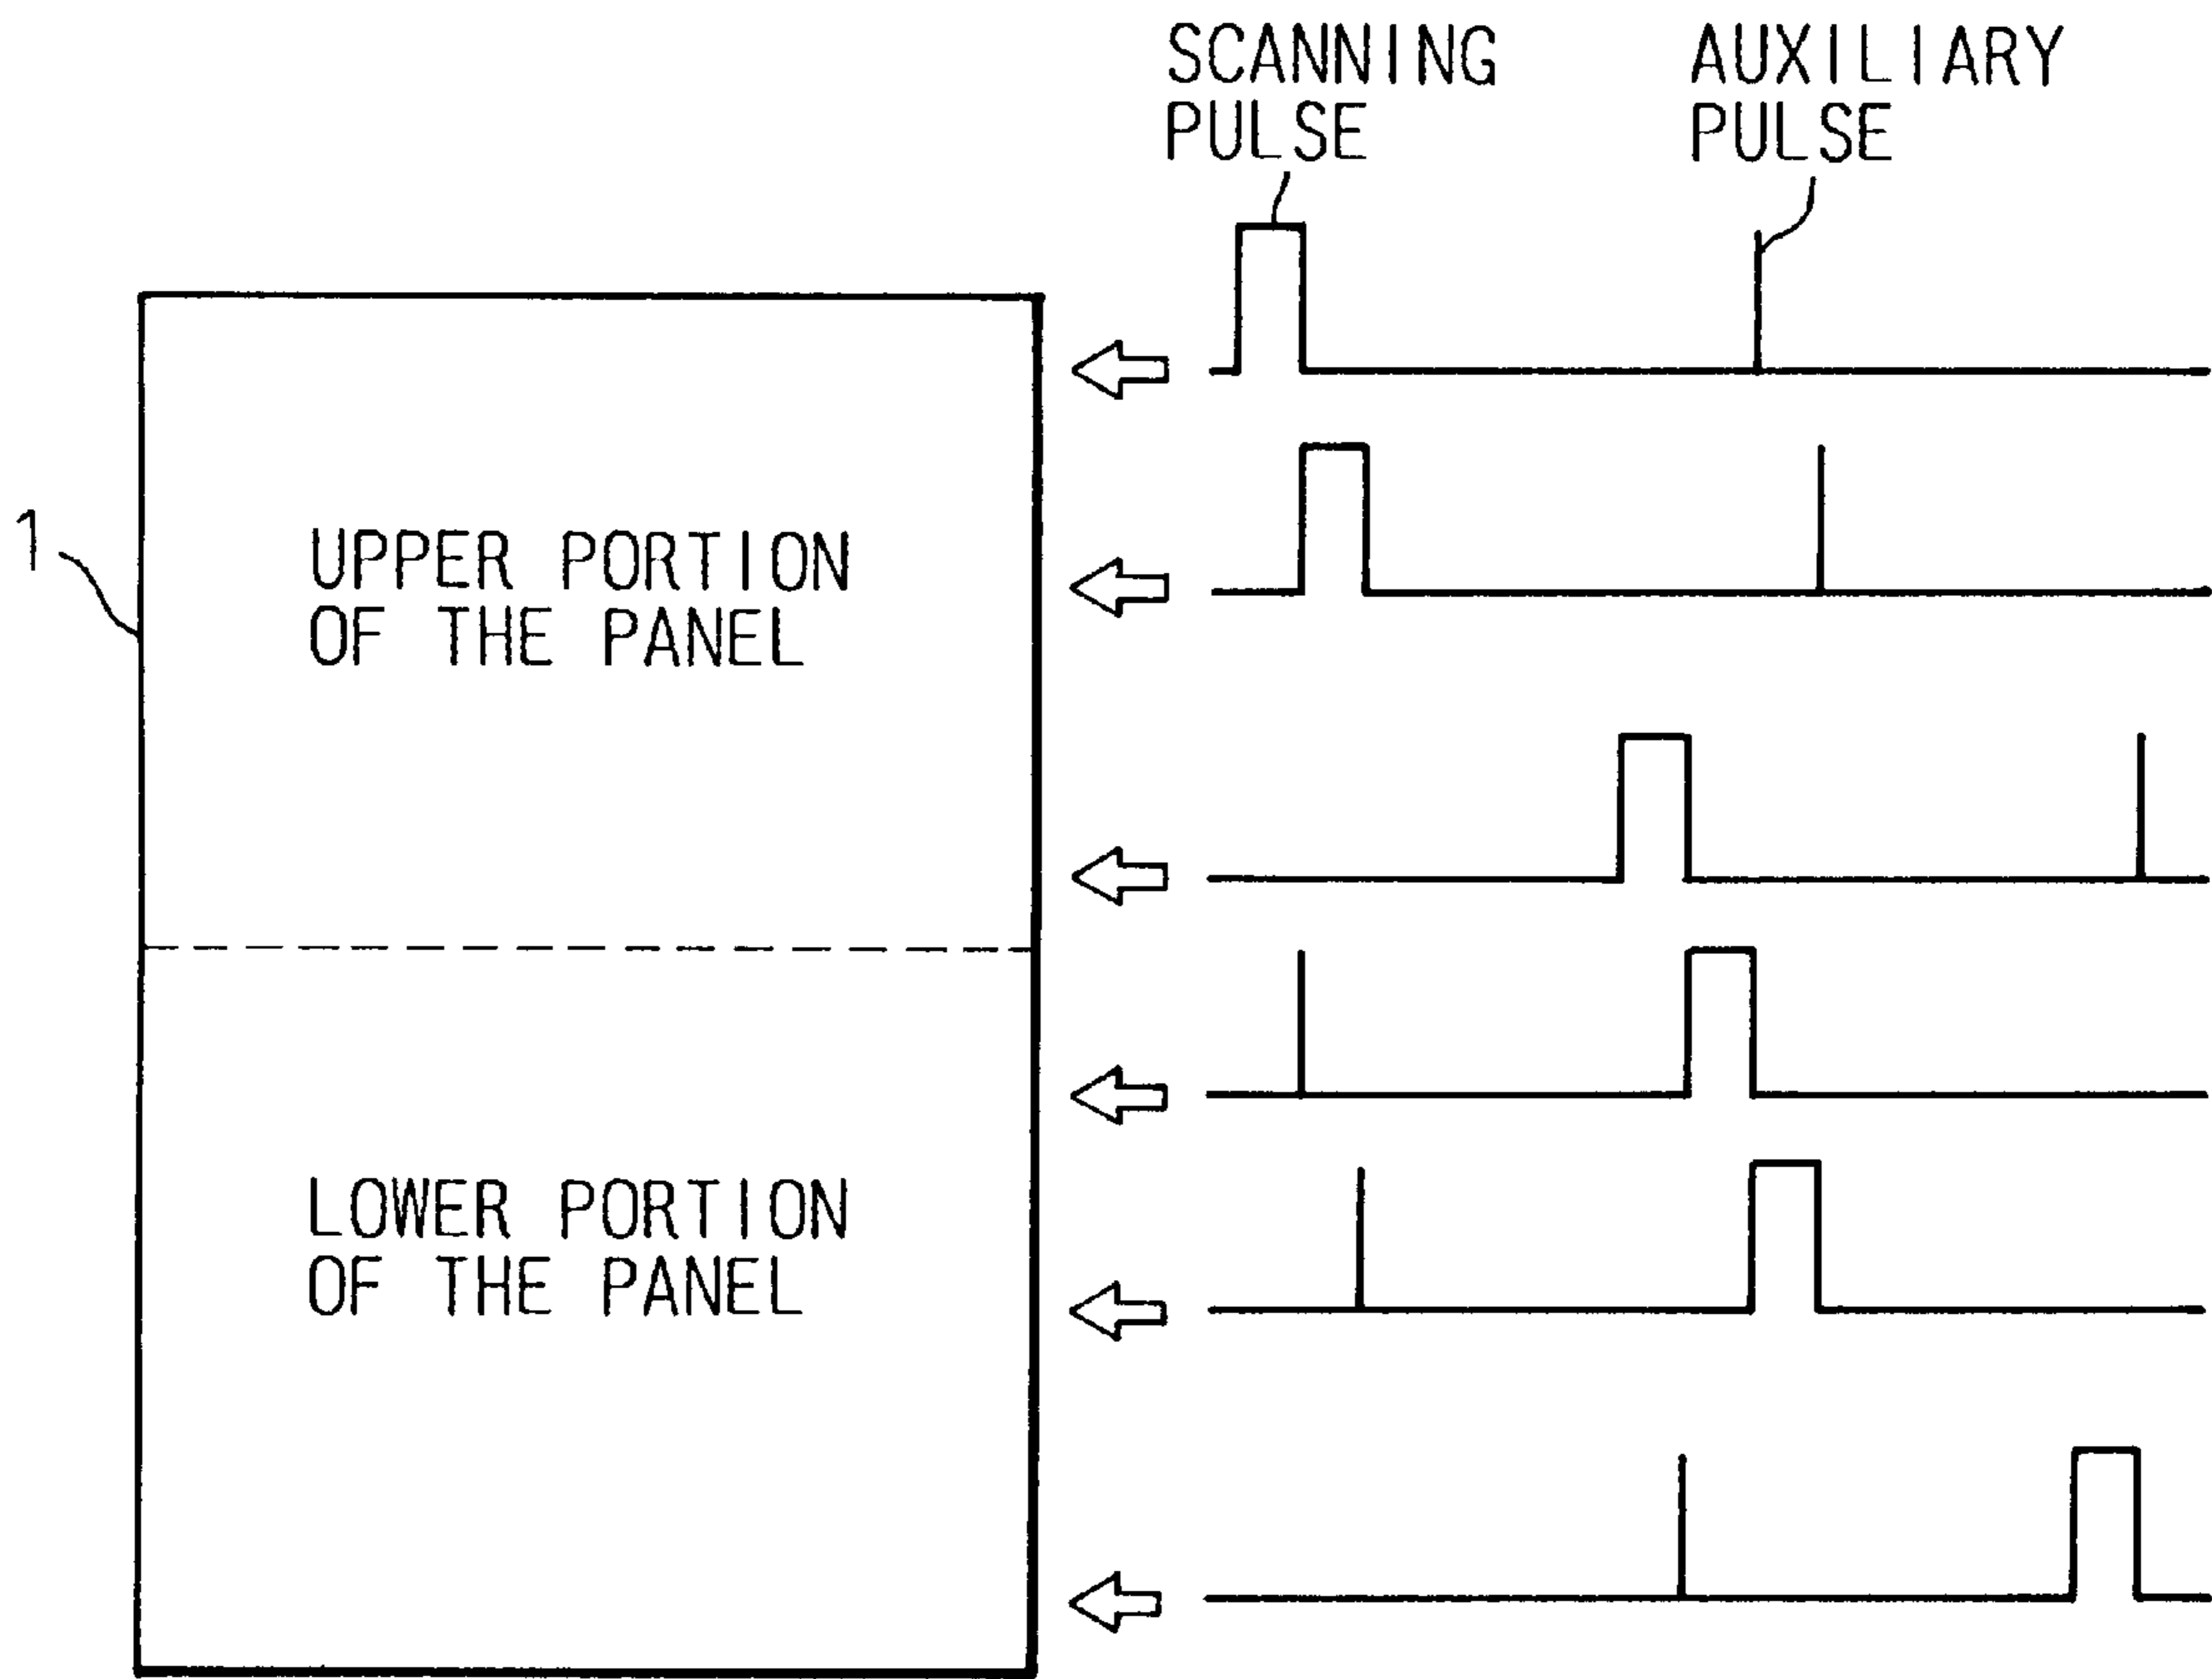 SCANNING
PULSE
AUXILIARY
PULSE
1
UPPER PORTION
OF THE PANEL
LOWER PORTION
OF THE PANEL